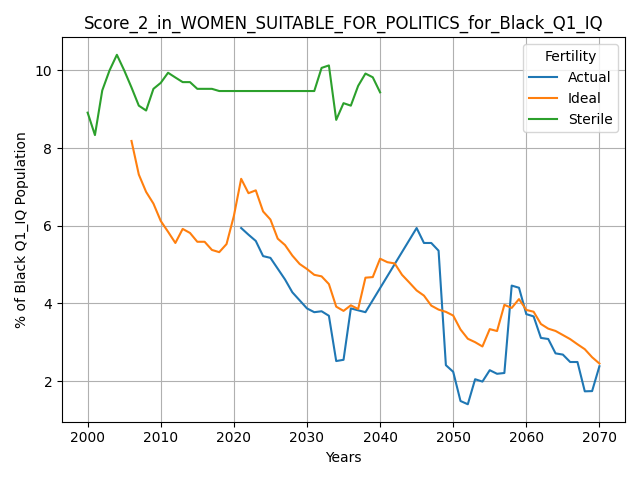 Score_2_in_WOMEN_SUITABLE_FOR_POLITICS_for_Black_Q1_IQ
Fertility
Actual
Ideal
Sterile
% of Black Q1_IQ Population
10
8
6
4
2
2000 2010 2020 2030 2040 2050 2060 2070
Years